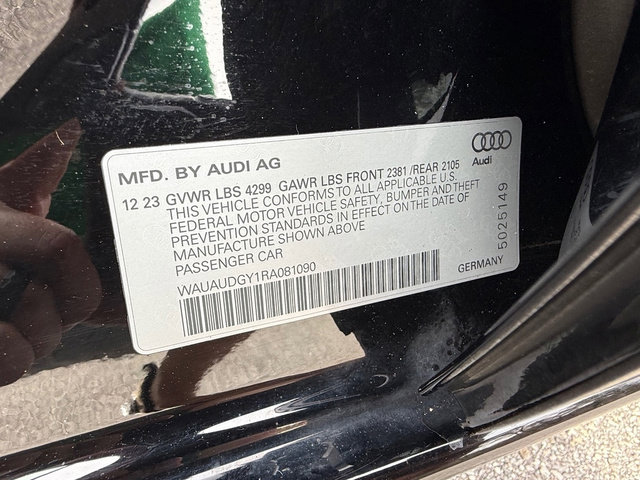 MFD. BY AUDI AG
Audi
12 23 GVWR LBS 4299 GAWR LBS FRONT 2381 /REAR 2105
THIS VEHICLE CONFORMS TO ALL APPLICABLE U.S.
FEDERAL MOTOR VEHICLE SAFETY, BUMPER AND THEFT
PREVENTION STANDARDS IN EFFECT ON THE DATE OF
MANUFACTURE SHOWN ABOVE
PASSENGER CAR
WAUAUDGY1RA081090
GERMANY
5025149